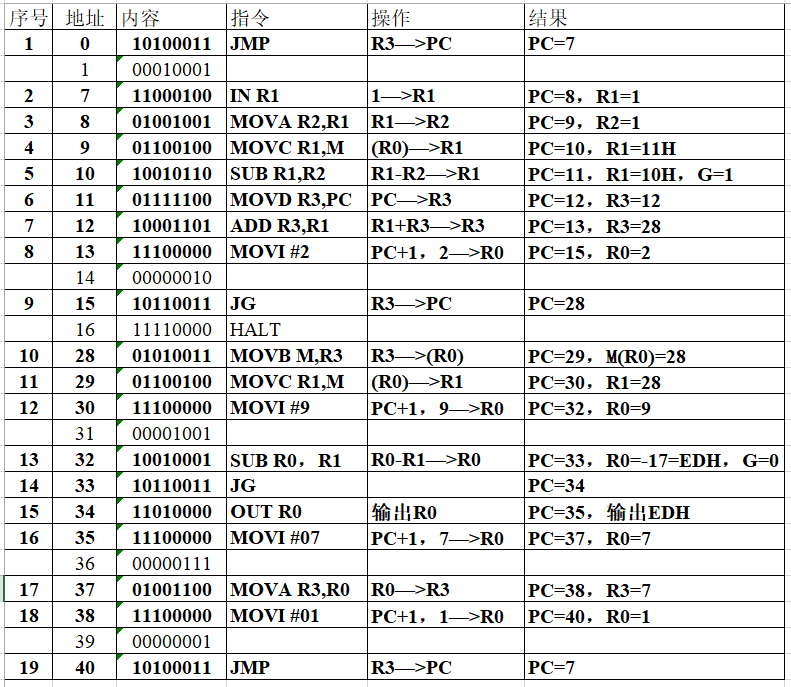 序号 地址 内容 指令 操作 结果
1 0 10100011 JMP R3—>PC PC=7
1 00010001
2 7 11000100 IN R1 1—>R1 PC=8，R1=1
3 8 01001001 MOVA R2,R1 R1—>R2 PC=9，R2=1
4 9 01100100 MOVC R1,M (R0)—>R1 PC=10，R1=11H
5 10 10010110 SUB R1,R2 R1-R2—>R1 PC=11，R1=10H，G=1
6 11 01111100 MOVD R3,PC PC—>R3 PC=12，R3=12
7 12 10001101 ADD R3,R1 R1+R3—>R3 PC=13，R3=28
8 13 11100000 MOVI #2 PC+1，2—>R0 PC=15，R0=2
14 00000010
9 15 10110011 JG R3—>PC PC=28
16 11110000 HALT
10 28 01010011 MOVB M,R3 R3—>(R0) PC=29，M(R0)=28
11 29 01100100 MOVC R1,M (R0)—>R1 PC=30，R1=28
12 30 11100000 MOVI #9 PC+1，9—>R0 PC=32，R0=9
31 00001001
13 32 10010001 SUB R0，R1 R0-R1—>R0 PC=33，R0=-17=EDH，G=0
14 33 10110011 JG PC=34
15 34 11010000 OUT R0 输出R0 PC=35，输出EDH
16 35 11100000 MOVI #07 PC+1，7—>R0 PC=37，R0=7
36 00000111
17 37 01001100 MOVA R3,R0 R0—>R3 PC=38，R3=7
18 38 11100000 MOVI #01 PC+1，1—>R0 PC=40，R0=1
39 00000001
19 40 10100011 JMP R3—>PC PC=7